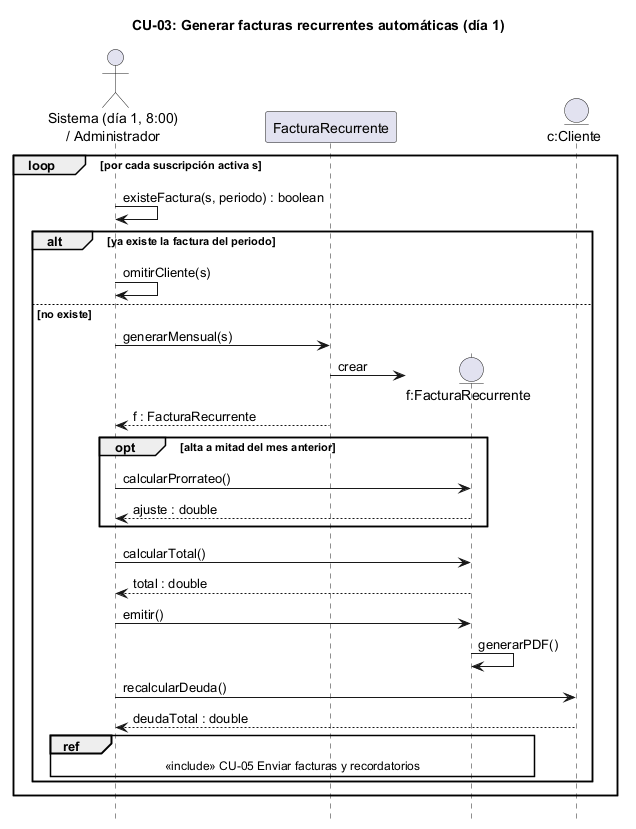 CU-03: Generar facturas recurrentes automáticas (día 1)
Sistema (día 1, 8:00)
/ Administrador
FacturaRecurrente
c:Cliente
loop [por cada suscripción activa s]
existeFactura(s, periodo) : boolean
alt [ya existe la factura del periodo]
omitirCliente(s)
[no existe]
generarMensual(s)
crear
f:FacturaRecurrente
f : FacturaRecurrente
opt [alta a mitad del mes anterior]
calcularProrrateo()
ajuste : double
calcularTotal()
total : double
emitir()
generarPDF()
recalcularDeuda()
deudaTotal : double
ref
«include» CU-05 Enviar facturas y recordatorios